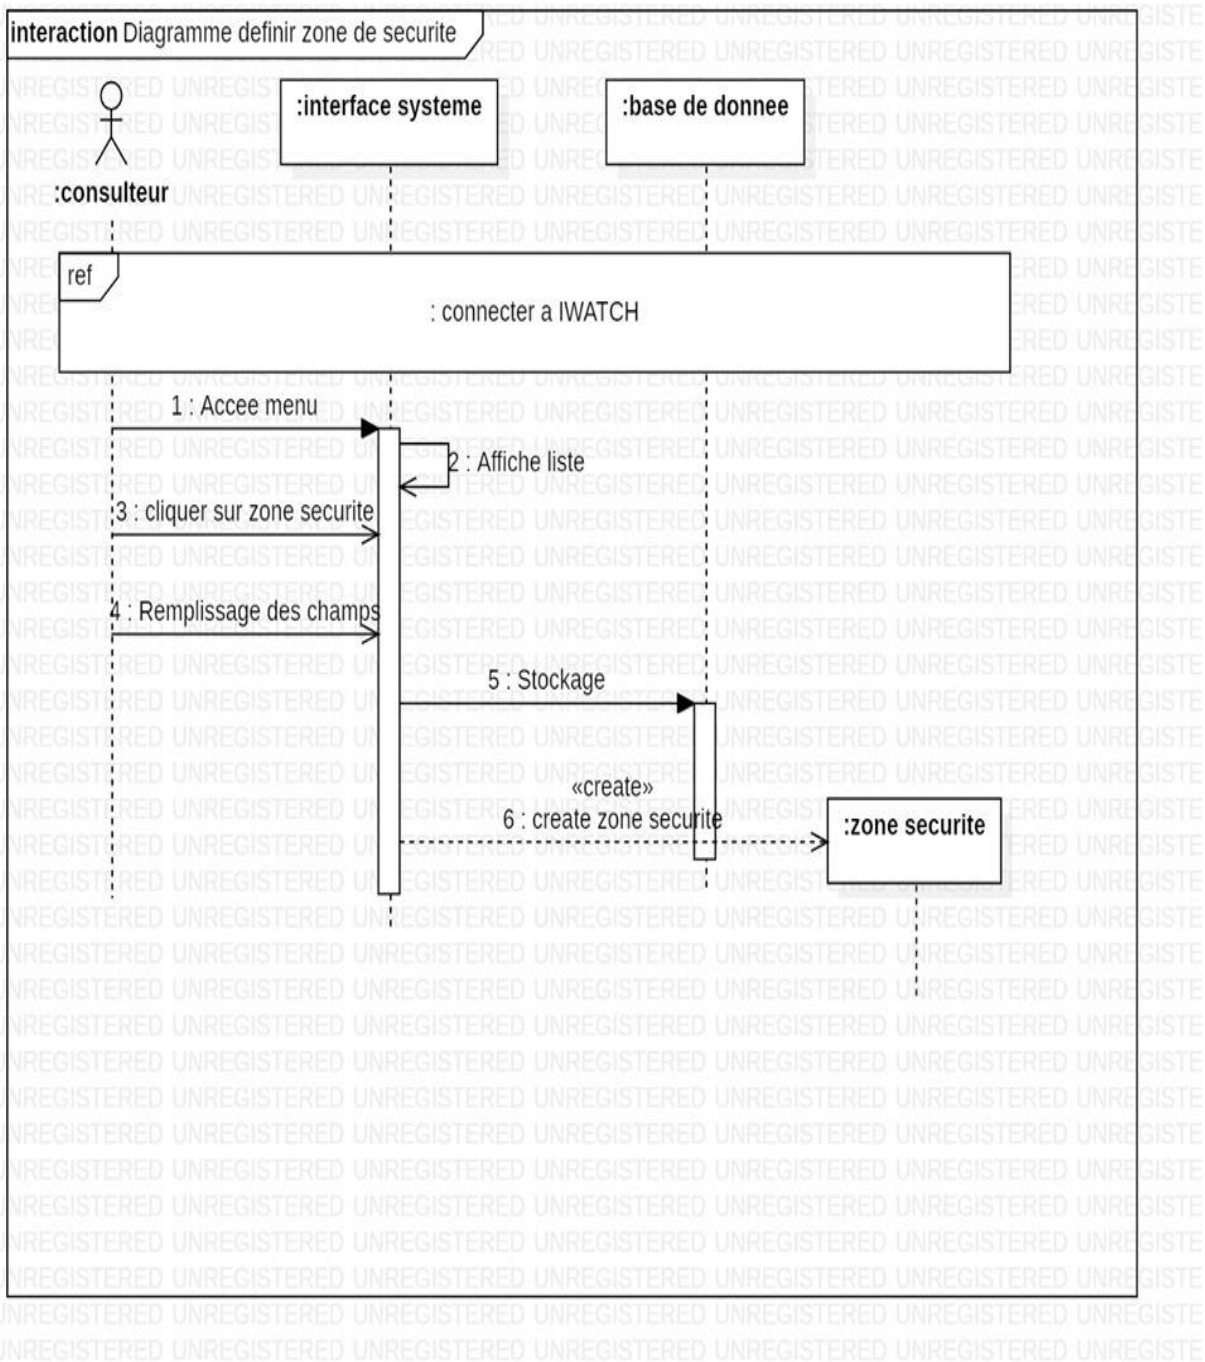 interaction Diagramme definir zone de securite
:interface systeme
:base de donnee
:consulteur
ref
: connecter a IWATCH
1 : Accee menu
2 : Affiche liste
3 : cliquer sur zone securite
4 : Remplissage des champs
5 : Stockage
«create»
6 : create zone securite
:zone securite
UNREGISTERED